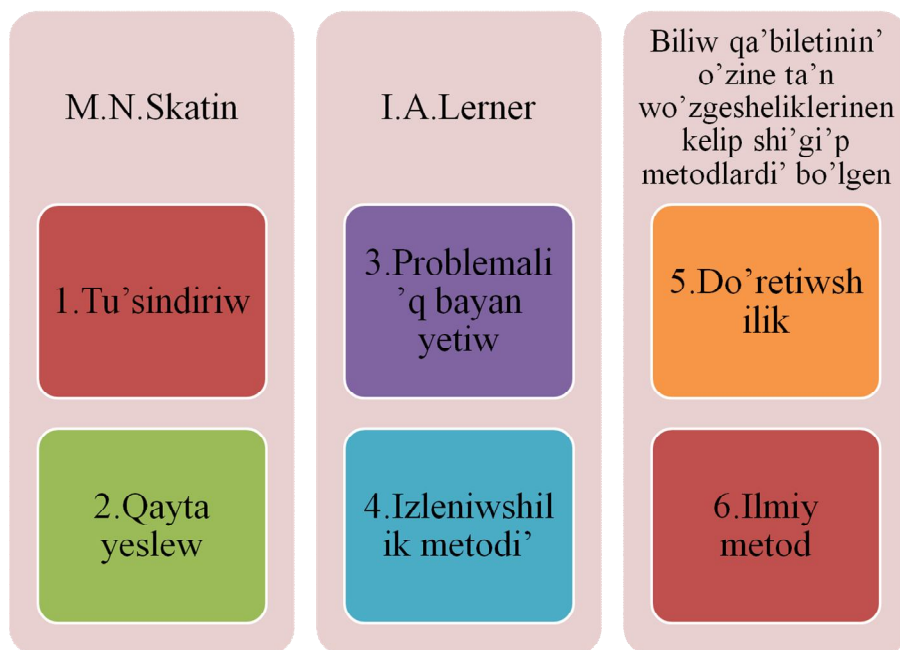 M.N.Skatin
1.Tu’sindiriw
2.Qayta
yeslew
I.A.Lerner
3.Problemali
’q bayan
yetiw
4.Izleniwshil
ik metodi’
Biliw qa’biletinin’
o’zine ta’n
wo’zgesheliklerinen
kelip shi’gi’p
metodlardi’ bo’lgen
5.Do’retiwsh
ilik
6.Ilmiy
metod